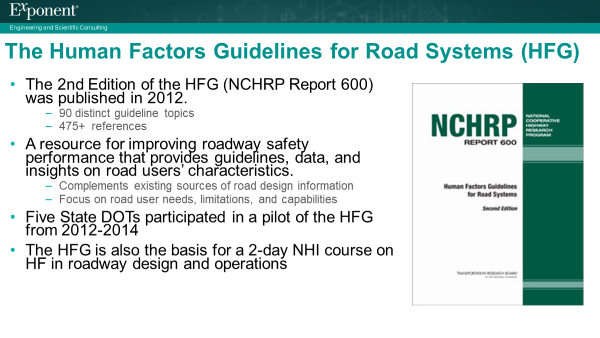 Exponent®
Engineering and Scientific Consulting
The Human Factors Guidelines for Road Systems (HFG)
• The 2nd Edition of the HFG (NCHRP Report 600)
was published in 2012.
– 90 distinct guideline topics
– 475+ references
• A resource for improving roadway safety
performance that provides guidelines, data, and
insights on road users' characteristics.
– Complements existing sources of road design information
– Focus on road user needs, limitations, and capabilities
• Five State DOTs participated in a pilot of the HFG
from 2012-2014
• The HFG is also the basis for a 2-day NHI course on
HF in roadway design and operations
NCHRP
REPORT 600
NATIONAL
COOPERATIVE
HIGHWAY
RESEARCH
PROGRAM
Human Factors Guidelines
for Road Systems
Second Edition
TRANSPORTATION RESEARCH BOARD